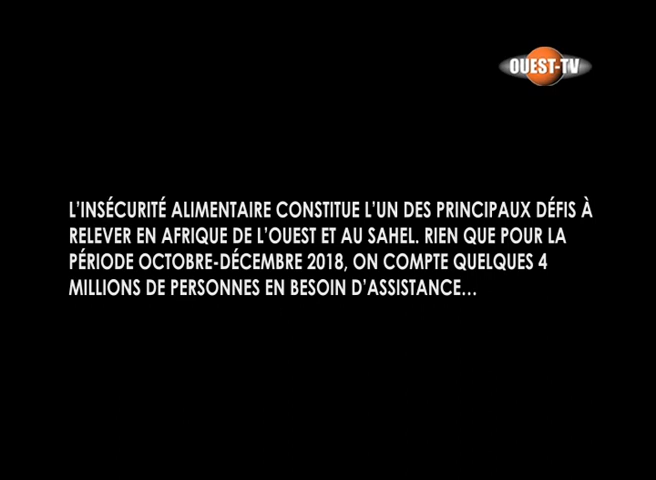 OUEST-TV
L'INSÉCURITÉ ALIMENTAIRE CONSTITUE L'UN DES PRINCIPAUX DÉFIS À
RELEVER EN AFRIQUE DE L'OUEST ET AU SAHEL. RIEN QUE POUR LA
PÉRIODE OCTOBRE-DÉCEMBRE 2018, ON COMPTE QUELQUES 4
MILLIONS DE PERSONNES EN BESOIN D'ASSISTANCE...